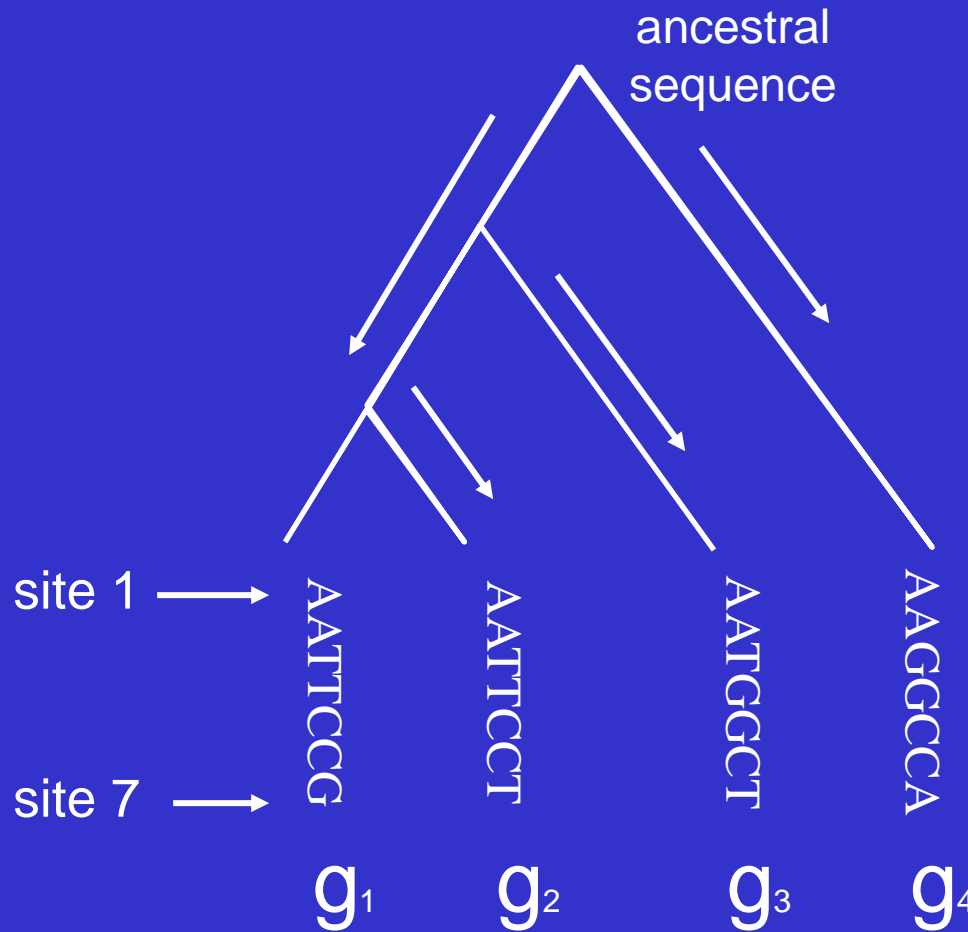 ancestral
sequence
site 1
AATTCCG
AATTCCT
AATGGCT
AAGGCCA
site 7
g1
g2
g3
g4